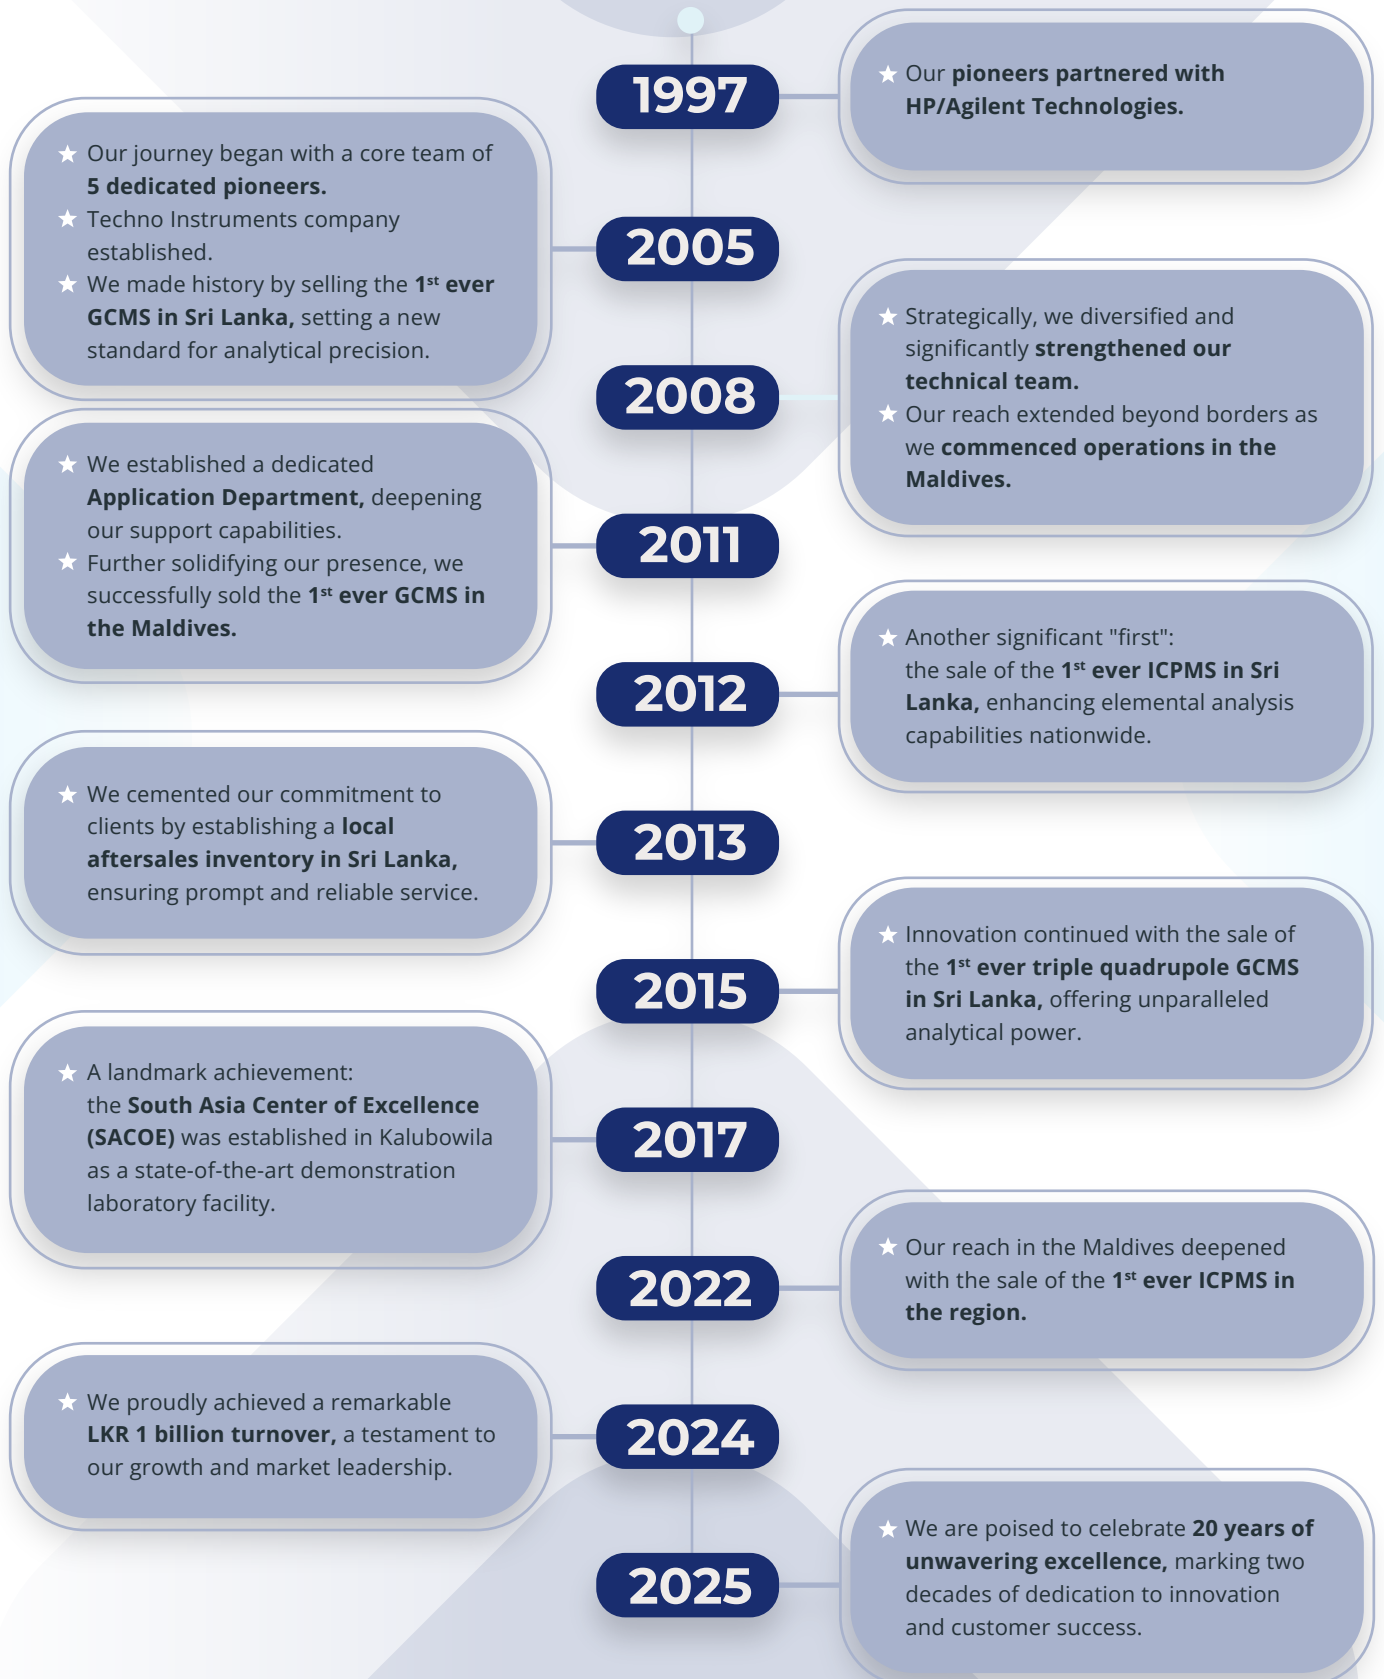 1997
★ Our pioneers partnered with
HP/Agilent Technologies.
2005
★ Our journey began with a core team of
5 dedicated pioneers.
★ Techno Instruments company
established.
★ We made history by selling the 1st ever
GCMS in Sri Lanka, setting a new
standard for analytical precision.
2008
★ Strategically, we diversified and
significantly strengthened our
technical team.
★ Our reach extended beyond borders as
we commenced operations in the
Maldives.
2011
★ We established a dedicated
Application Department, deepening
our support capabilities.
★ Further solidifying our presence, we
successfully sold the 1st ever GCMS in
the Maldives.
2012
★ Another significant "first":
the sale of the 1st ever ICPMS in Sri
Lanka, enhancing elemental analysis
capabilities nationwide.
2013
★ We cemented our commitment to
clients by establishing a local
aftersales inventory in Sri Lanka,
ensuring prompt and reliable service.
2015
★ Innovation continued with the sale of
the 1st ever triple quadrupole GCMS
in Sri Lanka, offering unparalleled
analytical power.
2017
★ A landmark achievement:
the South Asia Center of Excellence
(SACOE) was established in Kalubowila
as a state-of-the-art demonstration
laboratory facility.
2022
★ Our reach in the Maldives deepened
with the sale of the 1st ever ICPMS in
the region.
2024
★ We proudly achieved a remarkable
LKR 1 billion turnover, a testament to
our growth and market leadership.
2025
★ We are poised to celebrate 20 years of
unwavering excellence, marking two
decades of dedication to innovation
and customer success.